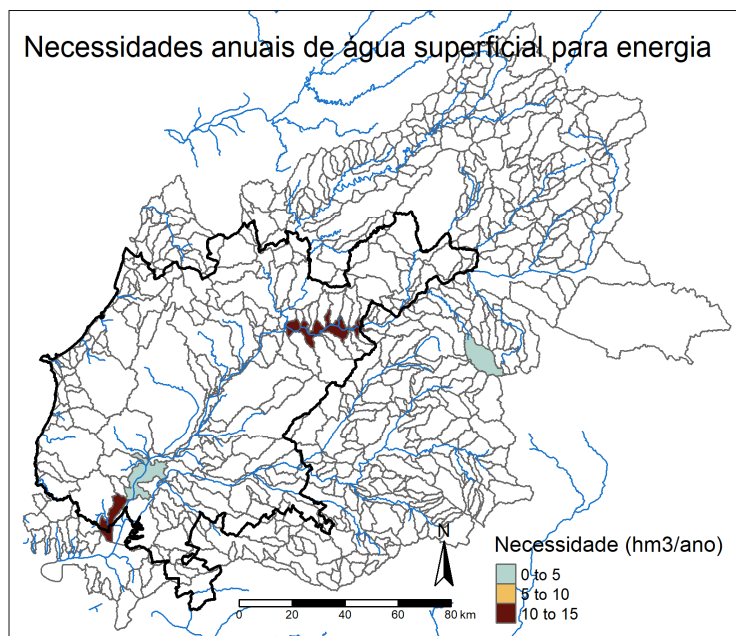 Necessidades anuais de água superficial para energia
N
Necessidade (hm3/ano)
0 to 5
5 to 10
10 to 15
0 20 40 60 80 km